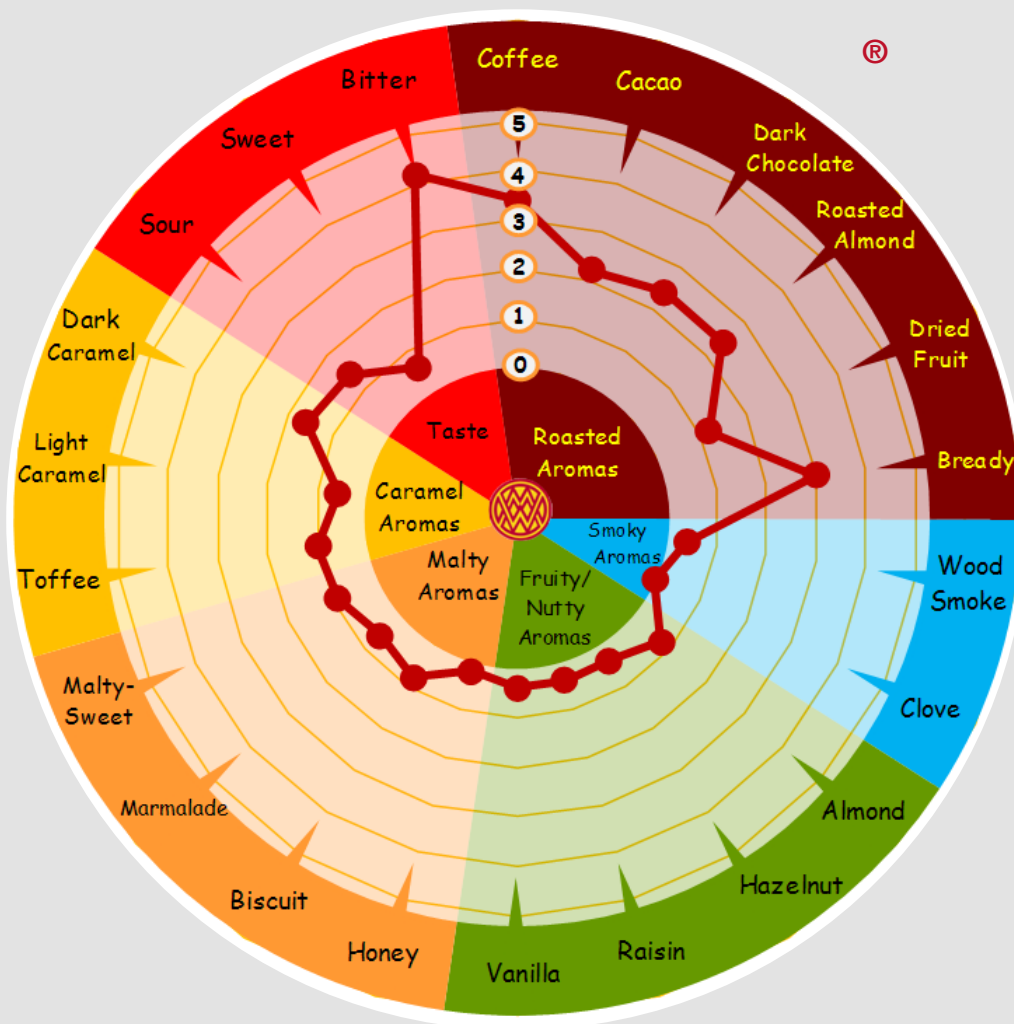 ®
Coffee
Cacao
Dark
Chocolate
Roasted
Almond
Dried
Fruit
Bready
Wood
Smoke
Clove
Almond
Hazelnut
Raisin
Vanilla
Honey
Biscuit
Marmalade
Malty-
Sweet
Toffee
Light
Caramel
Dark
Caramel
Sour
Sweet
Bitter
5
4
3
2
1
0
Taste
Roasted
Aromas
Caramel
Aromas
Smoky
Aromas
Malty
Aromas
Fruity/
Nutty
Aromas